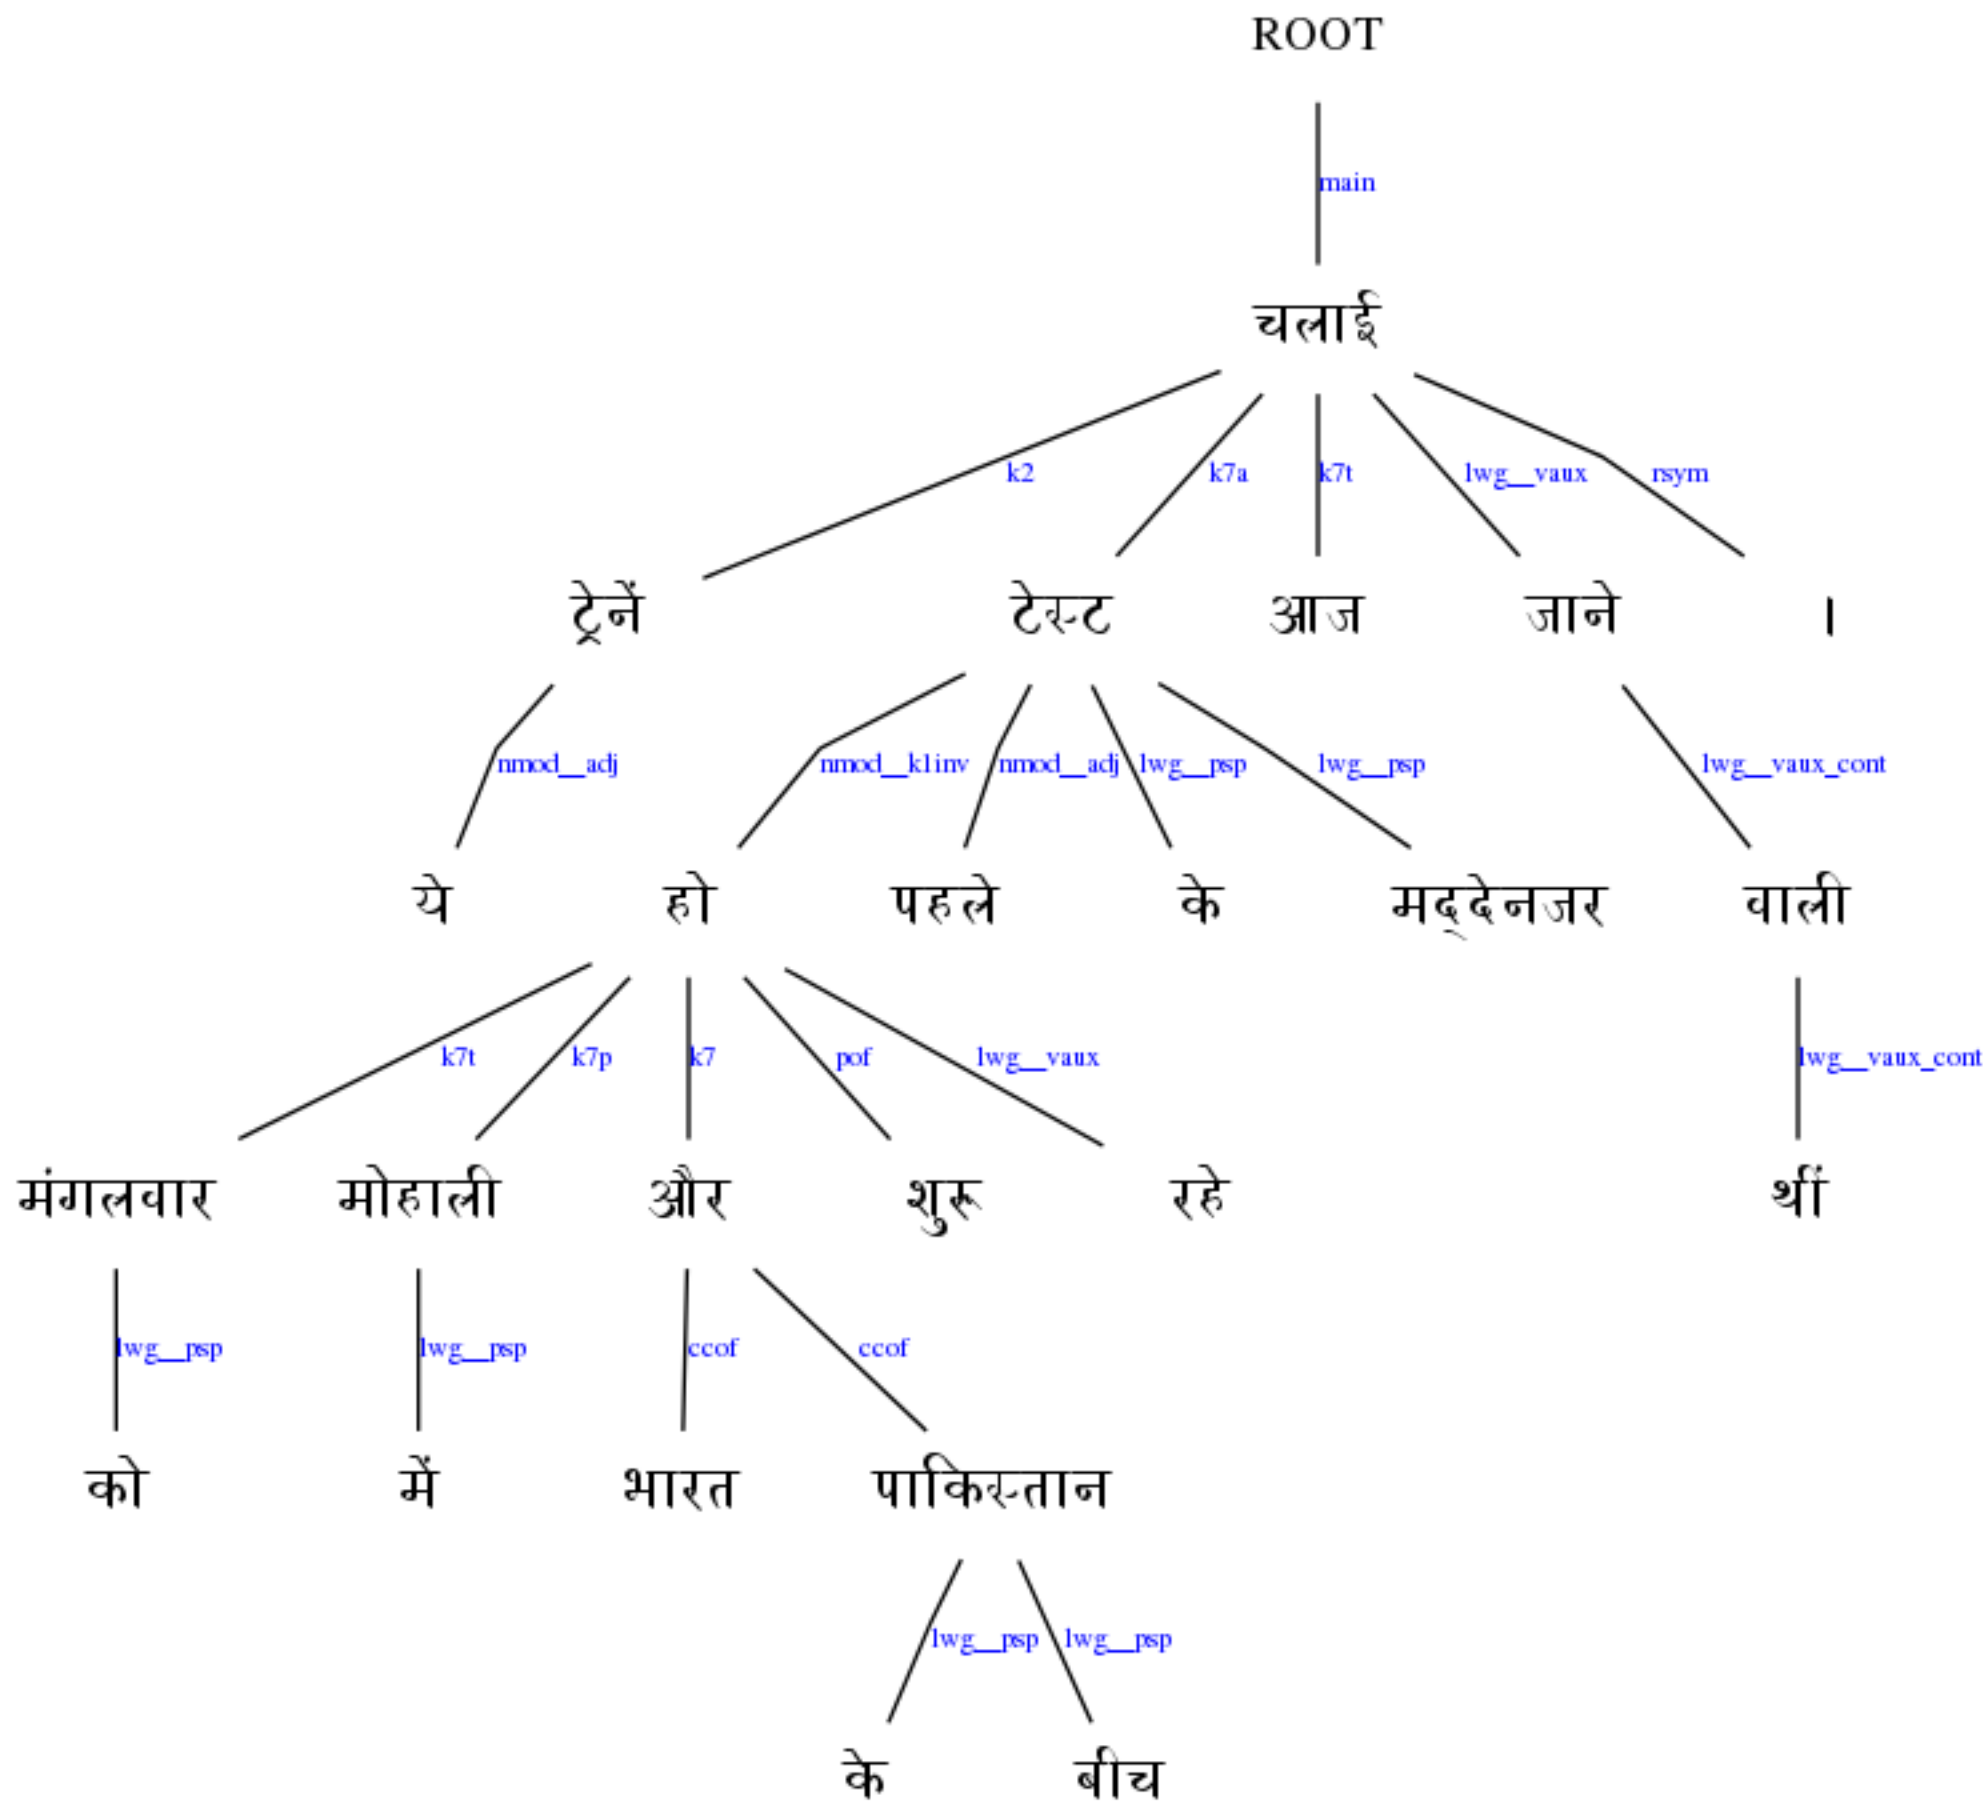 ROOT
main
चलाई
k2 k7a k7t lwg__vaux rsym
ट्रेनें टेस्ट आज जाने ।
nmod__adj nmod__k1inv nmod__adj lwg__psp lwg__psp lwg__vaux_cont
ये हो पहले के मद्देनजर वाली
k7t k7p k7 pof lwg__vaux lwg__vaux_cont
मंगलवार मोहाली और शुरू रहे थीं
lwg__psp lwg__psp ccof ccof
को में भारत पाकिस्तान
lwg__psp lwg__psp
के बीच